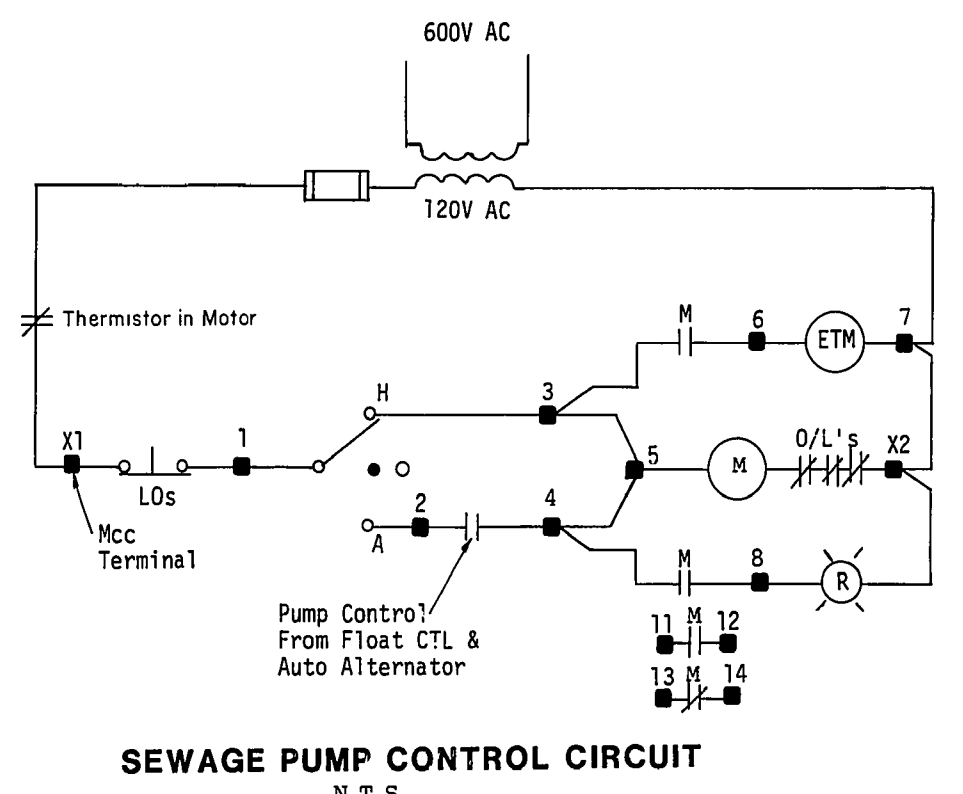 600V AC
120V AC
Thermistor in Motor
M
6
ETM
7
H
3
X1
1
5
M
O/L's
X2
LOs
Mcc
Terminal
A
2
4
M
8
R
Pump Control
From Float CTL &
Auto Alternator
11 M 12
13 M 14
SEWAGE PUMP CONTROL CIRCUIT
N.T.S.